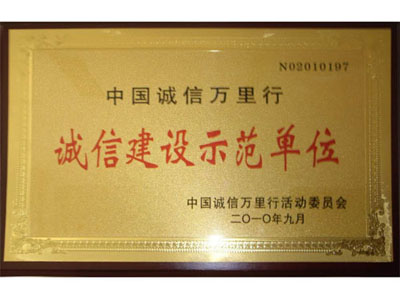 N02010197
中国诚信万里行
诚信建设示范单位
中国诚信万里行活动委员会
二〇一〇年九月